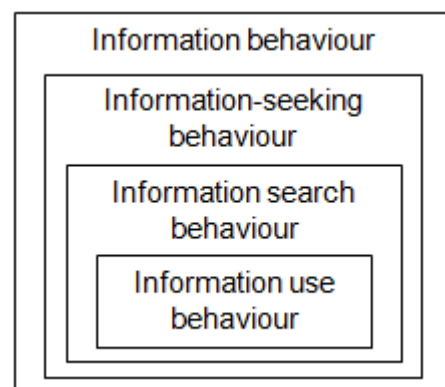 Information behaviour
Information-seeking
behaviour
Information search
behaviour
Information use
behaviour